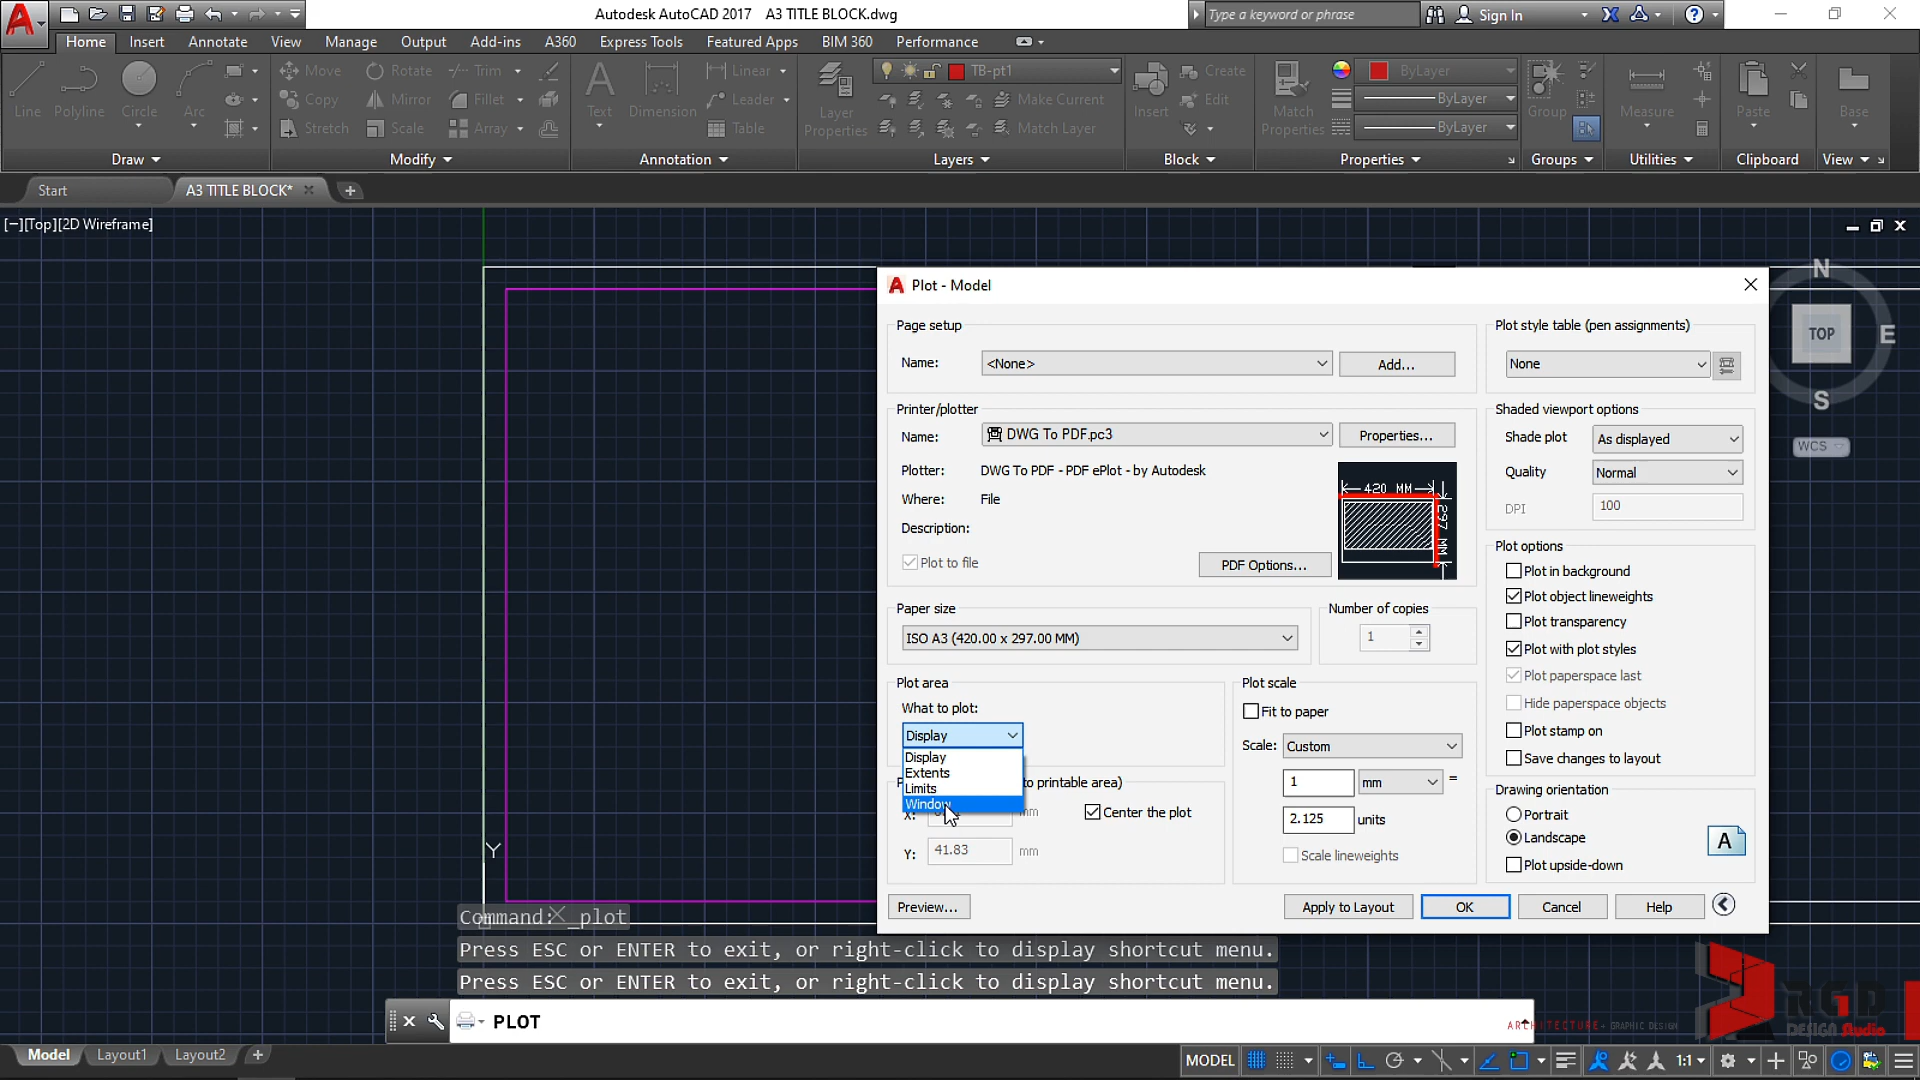 Autodesk AutoCAD 2017 A3 TITLE BLOCK.dwg
Type a keyword or phrase
Sign In
Home Insert Annotate View Manage Output Add-ins A360 Express Tools Featured Apps BIM 360 Performance
Line Polyline Circle Arc
Move Rotate Trim
Copy Mirror Fillet
Stretch Scale Array
Text Dimension
Linear
Leader
Table
Layer Properties
TB-pt1
Make Current
Match Layer
Insert
Create
Edit
Match Properties
ByLayer
ByLayer
ByLayer
Group
Measure
Paste
Base
Draw Modify Annotation Layers Block Properties Groups Utilities Clipboard View
Start
A3 TITLE BLOCK*
[−][Top][2D Wireframe]
N
TOP
E
S
WCS
Y
Plot - Model
Page setup
Name: <None> Add...
Printer/plotter
Name: DWG To PDF.pc3 Properties...
Plotter: DWG To PDF - PDF ePlot - by Autodesk
Where: File
Description:
Plot to file
PDF Options...
420 MM
297 MM
Paper size
ISO A3 (420.00 x 297.00 MM)
Number of copies
1
Plot area
What to plot:
Display
Display
Extents
Limits
Window
to printable area)
X: mm
Center the plot
Y: 41.83 mm
Plot scale
Fit to paper
Scale: Custom
1 mm =
2.125 units
Scale lineweights
Plot style table (pen assignments)
None
Shaded viewport options
Shade plot As displayed
Quality Normal
DPI 100
Plot options
Plot in background
Plot object lineweights
Plot transparency
Plot with plot styles
Plot paperspace last
Hide paperspace objects
Plot stamp on
Save changes to layout
Drawing orientation
Portrait
Landscape
Plot upside-down
A
Preview... Apply to Layout OK Cancel Help
Command: _plot
Press ESC or ENTER to exit, or right-click to display shortcut menu.
Press ESC or ENTER to exit, or right-click to display shortcut menu.
PLOT
RGD
DESIGN Studio
ARCHITECTURE + GRAPHIC DESIGN
Model Layout1 Layout2
MODEL
1:1